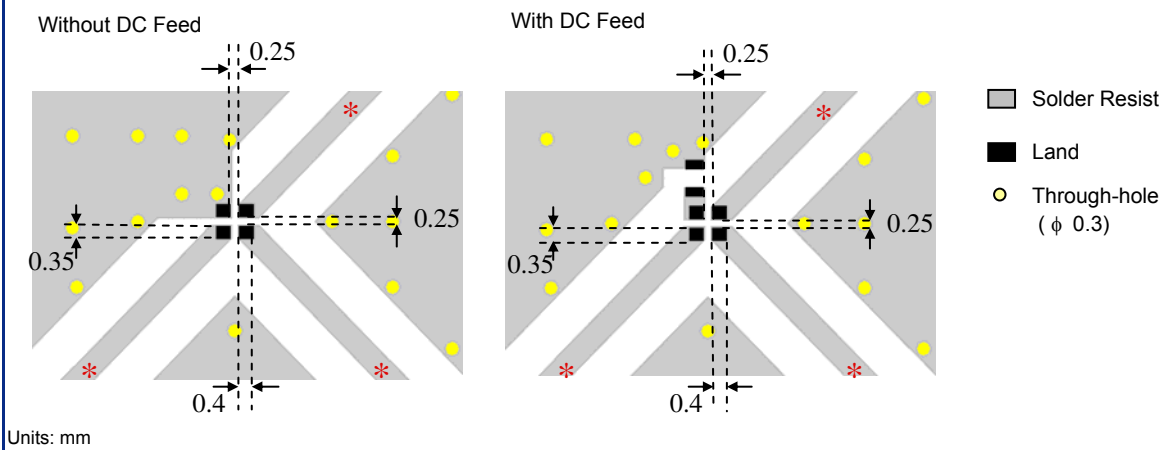 Without DC Feed
With DC Feed
0.25
0.25
*
*
Solder Resist
Land
Through-hole
( ϕ 0.3)
0.25
0.25
0.35
0.35
*
*
*
*
0.4
0.4
Units: mm